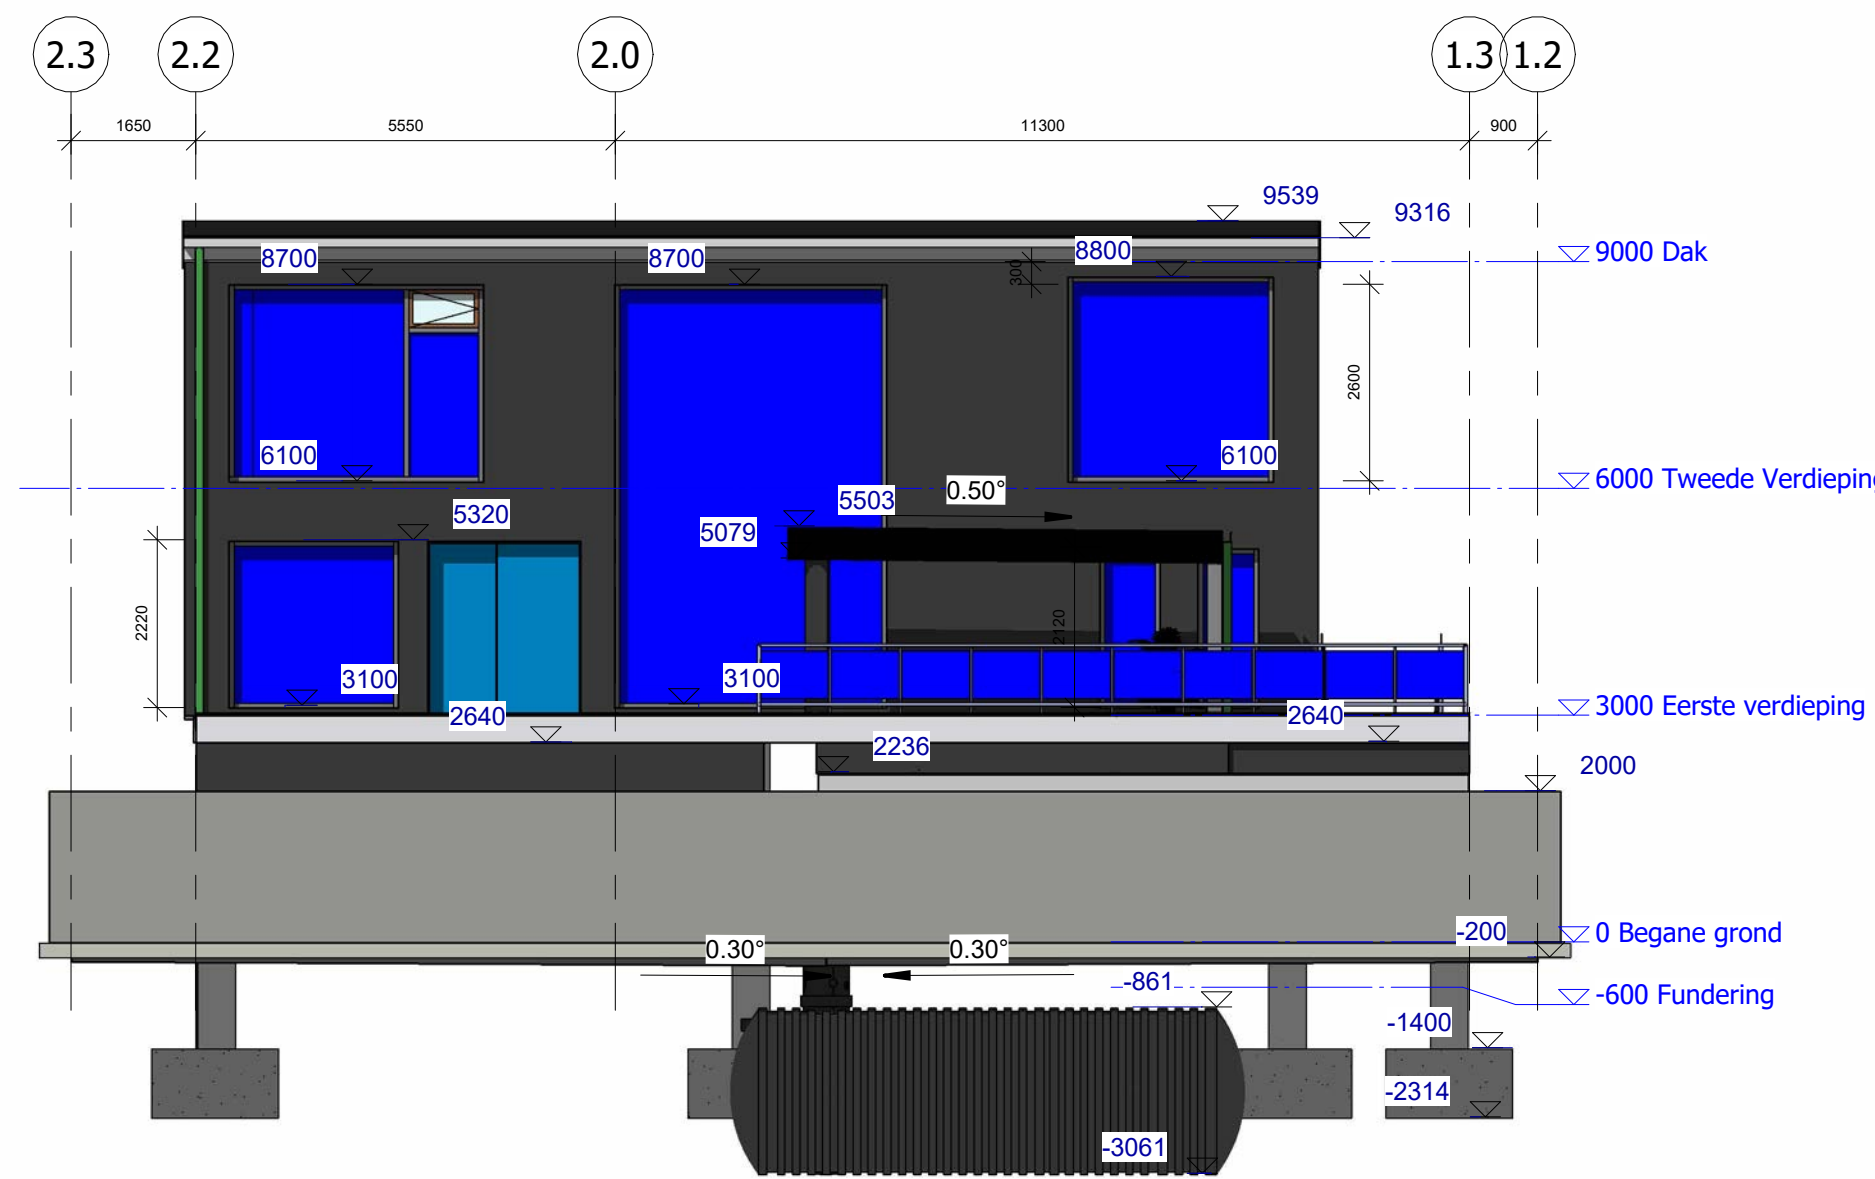 2.3 2.2 2.0 1.3 1.2
1650 5550 11300 900
9539
9316
8700 8700 8800 9000 Dak
300
2600
6100 6100
6000 Tweede Verdieping
5503 0.50°
5320
5079
2220
2120
3100 3100
2640 2640 3000 Eerste verdieping
2236
2000
-200 0 Begane grond
0.30° 0.30°
-861
-600 Fundering
-1400
-2314
-3061